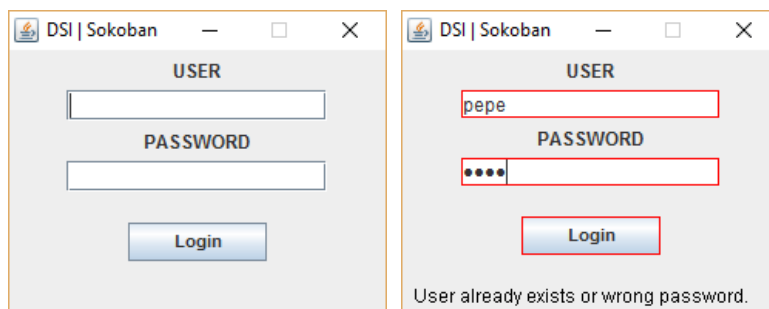 DSI | Sokoban
USER
PASSWORD
Login
DSI | Sokoban
USER
pepe
PASSWORD
••••
Login
User already exists or wrong password.